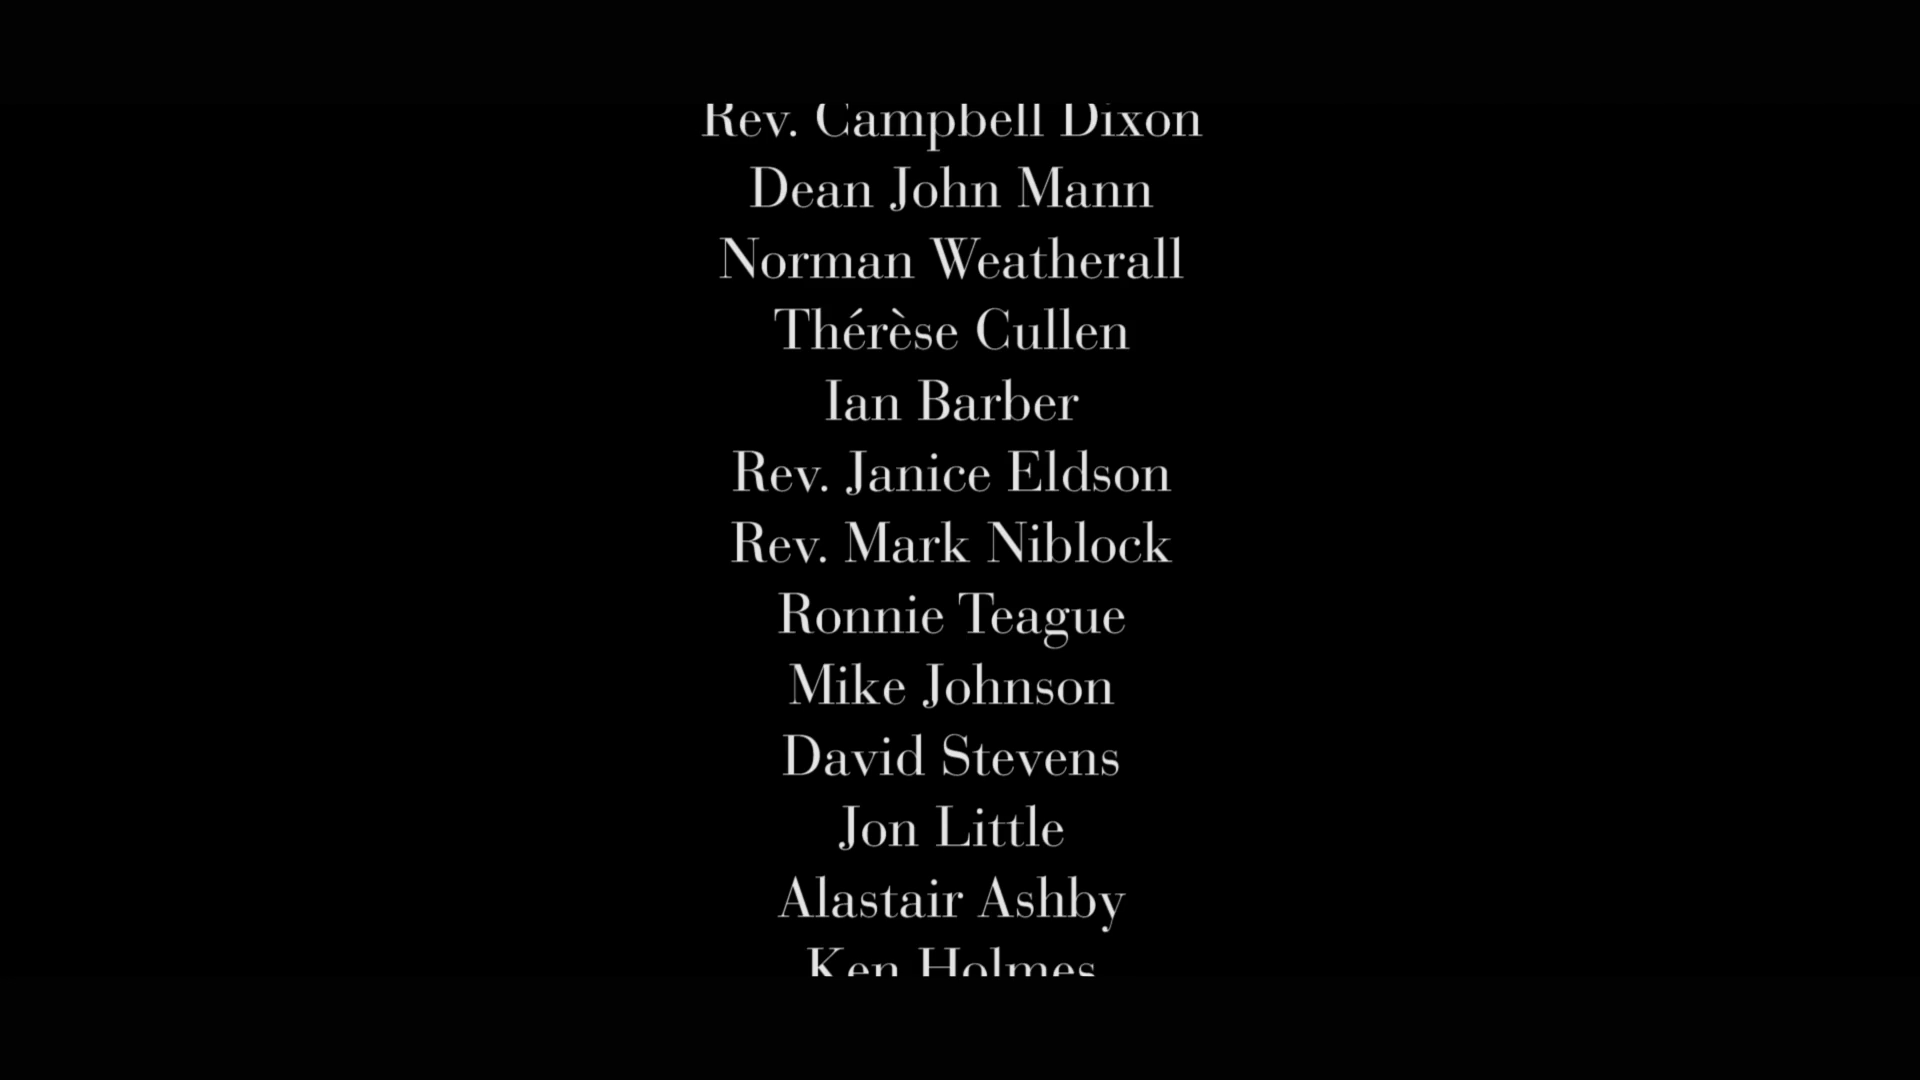 Rev. Campbell Dixon
Dean John Mann
Norman Weatherall
Thérèse Cullen
Ian Barber
Rev. Janice Eldson
Rev. Mark Niblock
Ronnie Teague
Mike Johnson
David Stevens
Jon Little
Alastair Ashby
Ken Holmes